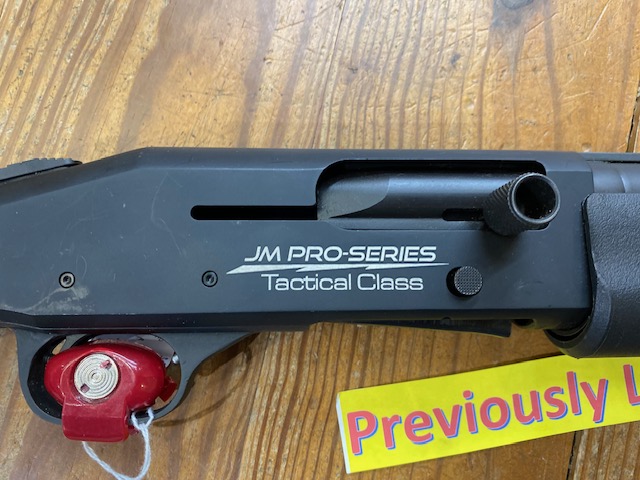 JM PRO-SERIES
Tactical Class
Previously L